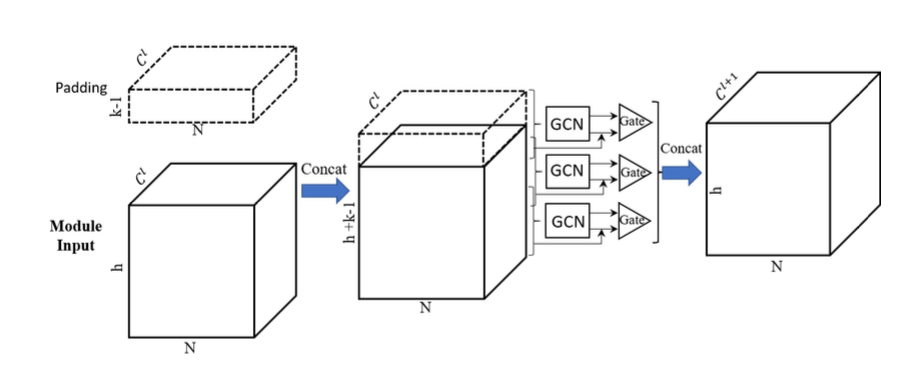 C^l
Padding
k-1
N
C^l
Module
Input
h
N
Concat
C^l
h +k-1
N
GCN
Gate
GCN
Gate
GCN
Gate
Concat
C^{l+1}
h
N